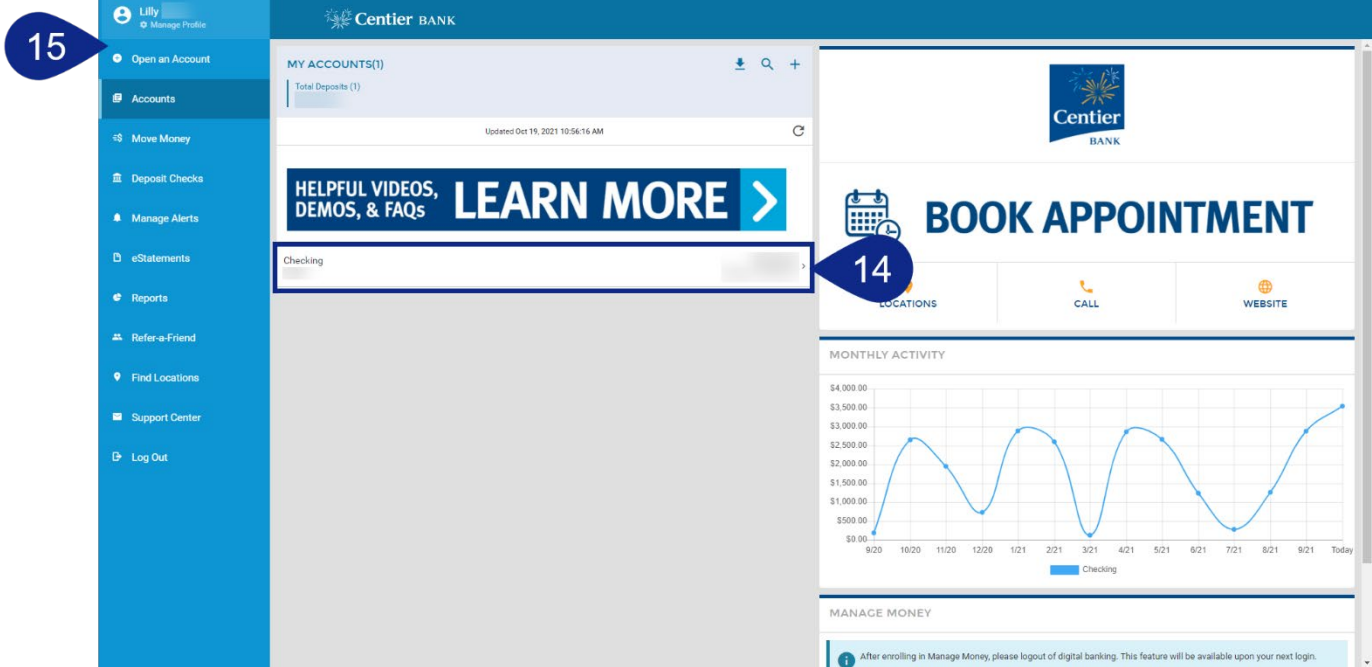 15
Lilly
Manage Profile
Open an Account
Accounts
Move Money
Deposit Checks
Manage Alerts
eStatements
Reports
Refer-a-Friend
Find Locations
Support Center
Log Out
Centier BANK
MY ACCOUNTS(1)
Total Deposits (1)
Updated Oct 19, 2021 10:56:16 AM
HELPFUL VIDEOS,
DEMOS, & FAQs
LEARN MORE
Checking
14
Centier
BANK
BOOK APPOINTMENT
LOCATIONS
CALL
WEBSITE
MONTHLY ACTIVITY
$4,000.00
$3,500.00
$3,000.00
$2,500.00
$2,000.00
$1,500.00
$1,000.00
$500.00
$0.00
9/20 10/20 11/20 12/20 1/21 2/21 3/21 4/21 5/21 6/21 7/21 8/21 9/21 Today
Checking
MANAGE MONEY
After enrolling in Manage Money, please logout of digital banking. This feature will be available upon your next login.